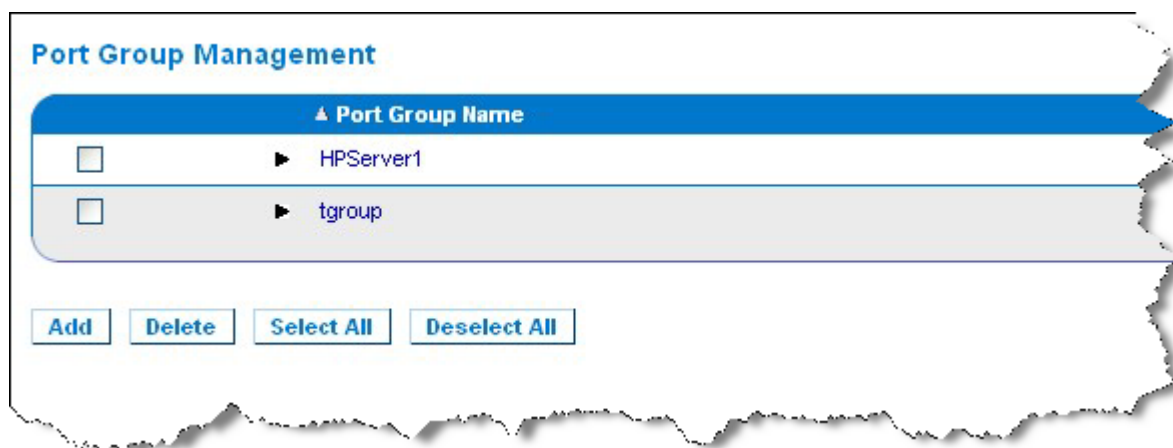 Port Group Management
Port Group Name
HPServer1
tgroup
Add Delete Select All Deselect All